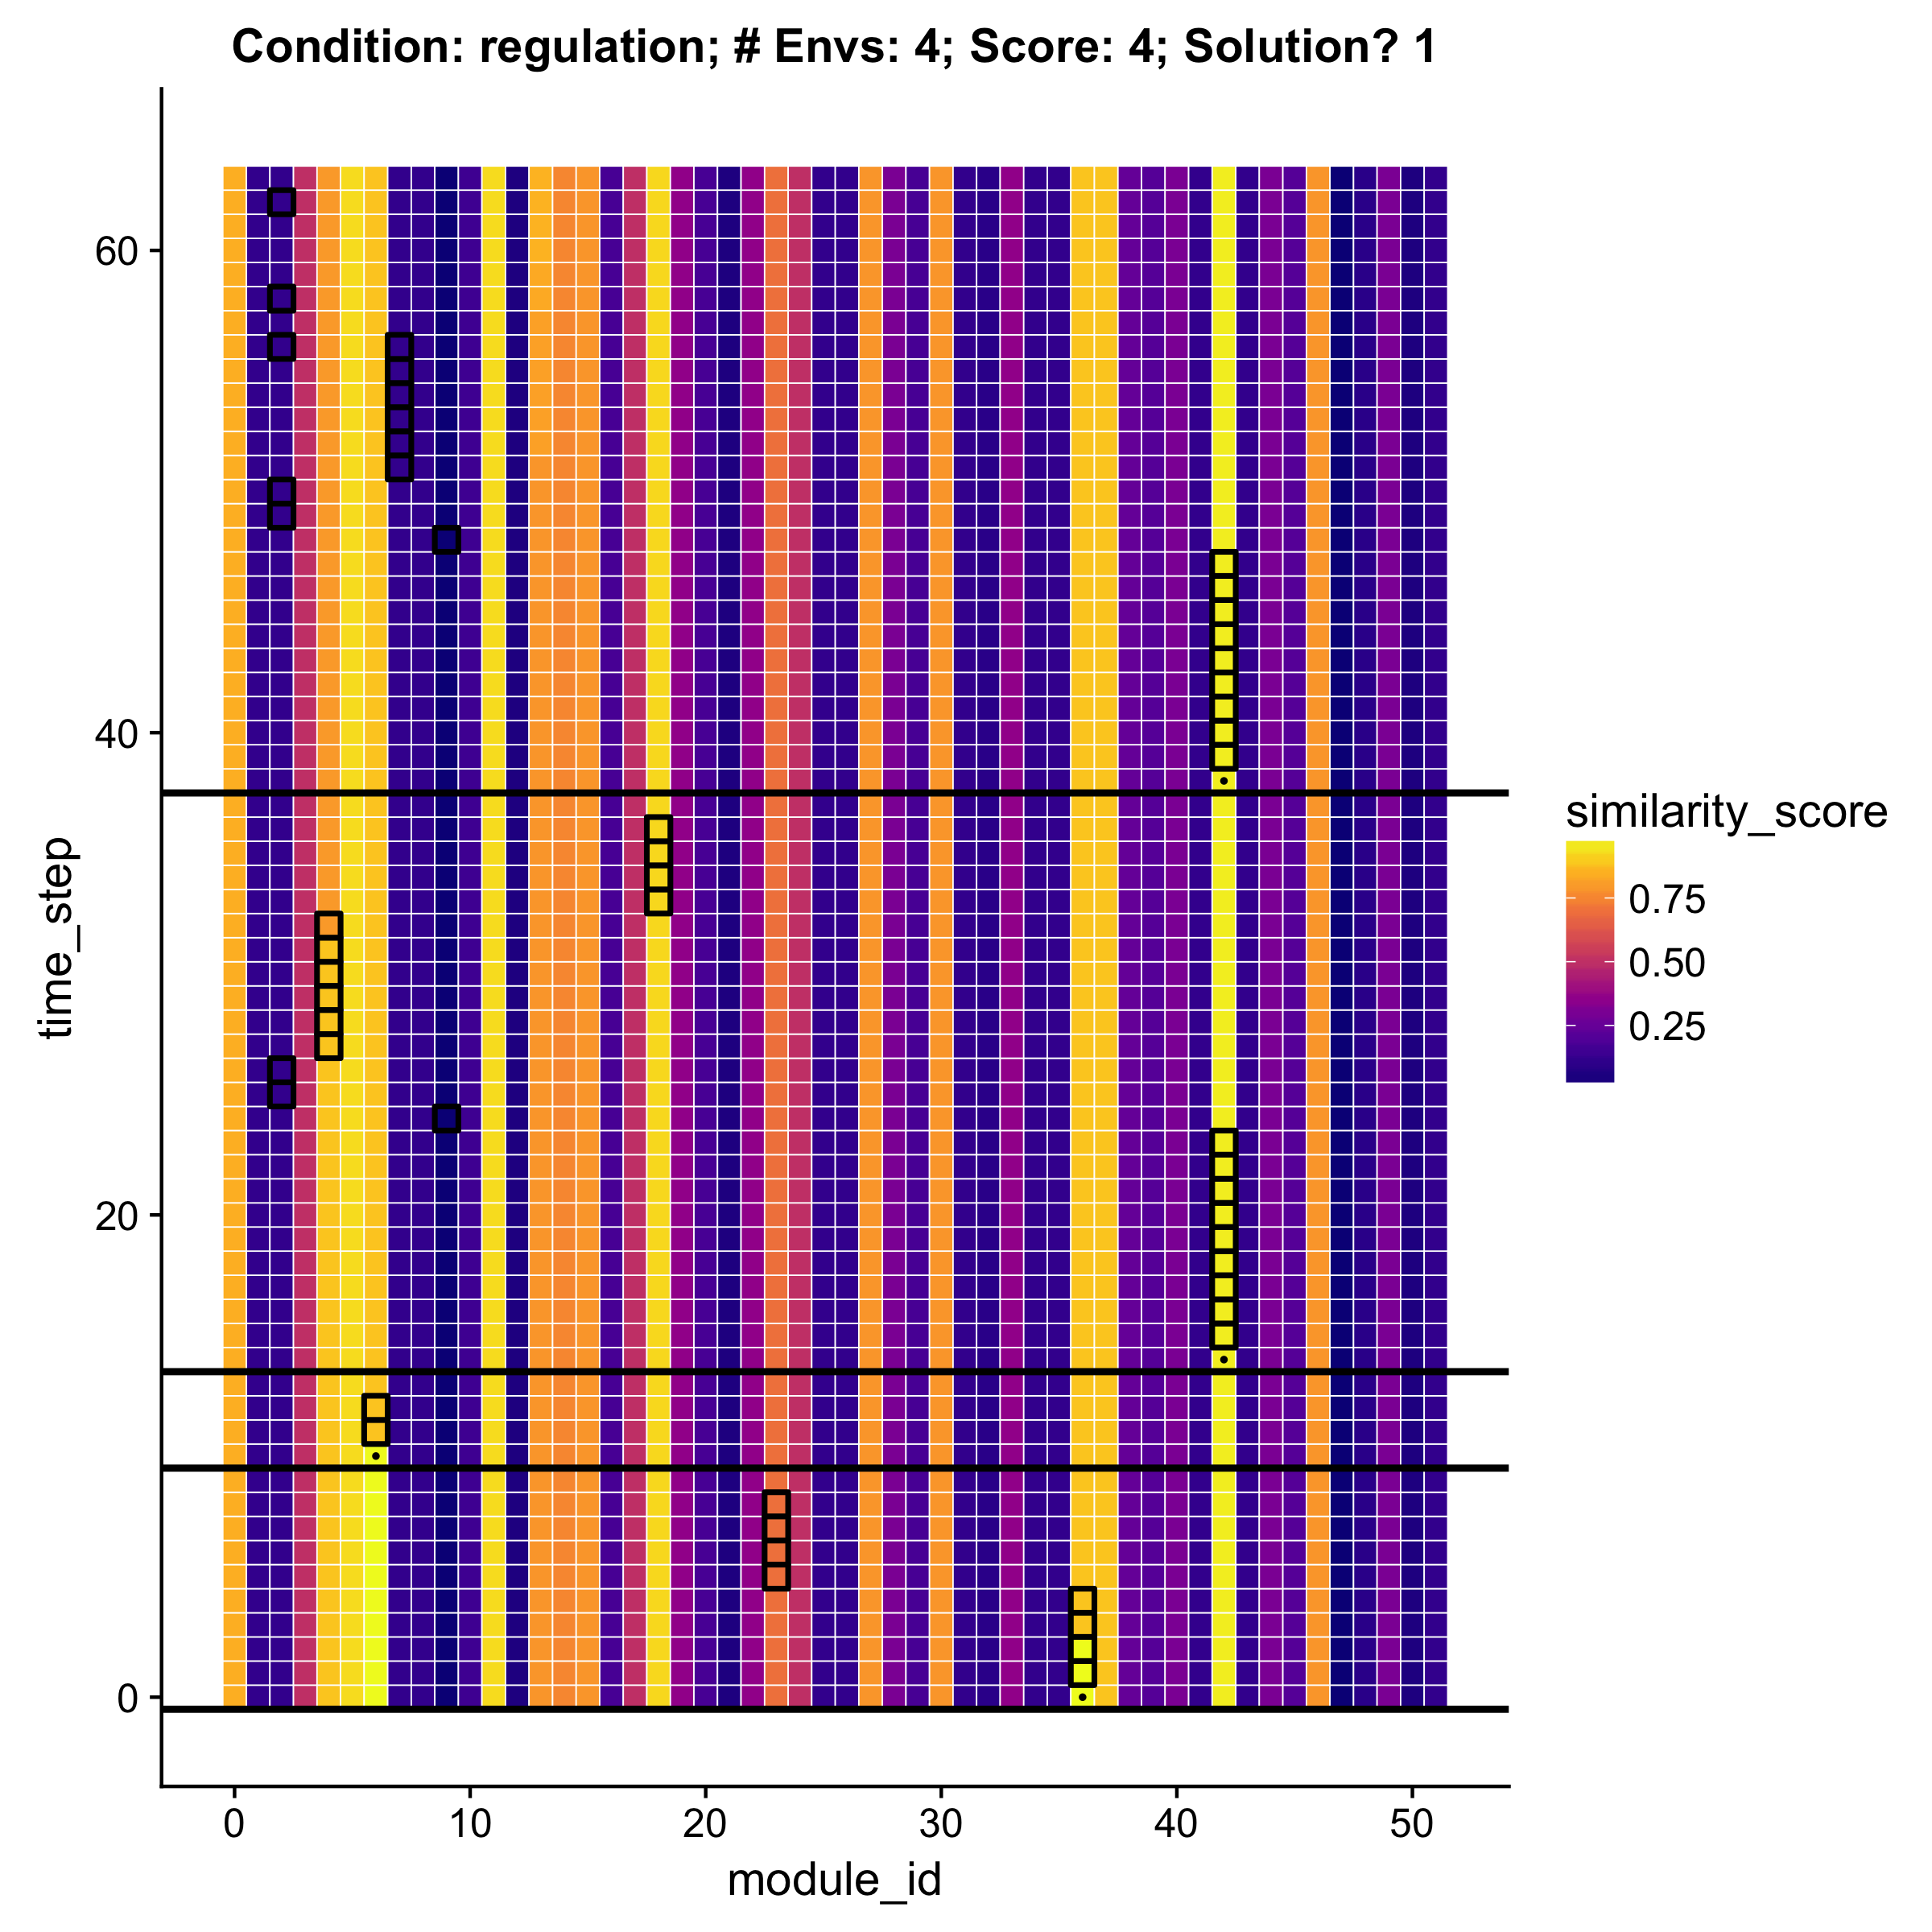 Condition: regulation; # Envs: 4; Score: 4; Solution? 1
60
40
20
0
time_step
0 10 20 30 40 50
module_id
similarity_score
0.75
0.50
0.25